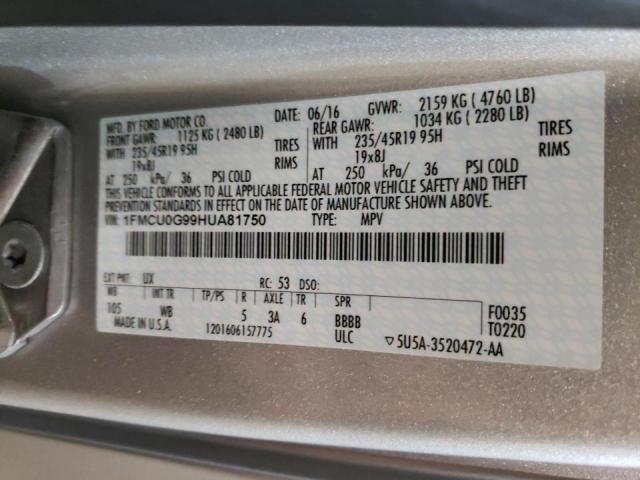 MFD. BY FORD MOTOR CO.
DATE: 06/16 GVWR: 2159 KG (4760 LB)
FRONT GAWR: 1125 KG (2480 LB)
REAR GAWR: 1034 KG (2280 LB)
WITH 235/45R19 95H TIRES
WITH 235/45R19 95H TIRES
19x8J RIMS
19x8J RIMS
AT 250 kPa/ 36 PSI COLD
AT 250 kPa/ 36 PSI COLD
THIS VEHICLE CONFORMS TO ALL APPLICABLE FEDERAL MOTOR VEHICLE SAFETY AND THEFT
PREVENTION STANDARDS IN EFFECT ON THE DATE OF MANUFACTURE SHOWN ABOVE.
VIN: 1FMCU0G99HUA81750 TYPE: MPV
EXT PNT: UX RC: 53 DSO:
WB INT TR TP/PS R AXLE TR SPR
105 WB 5 3A 6 BBBB F0035
MADE IN U.S.A. 1201606157775 ULC T0220
▽5U5A-3520472-AA